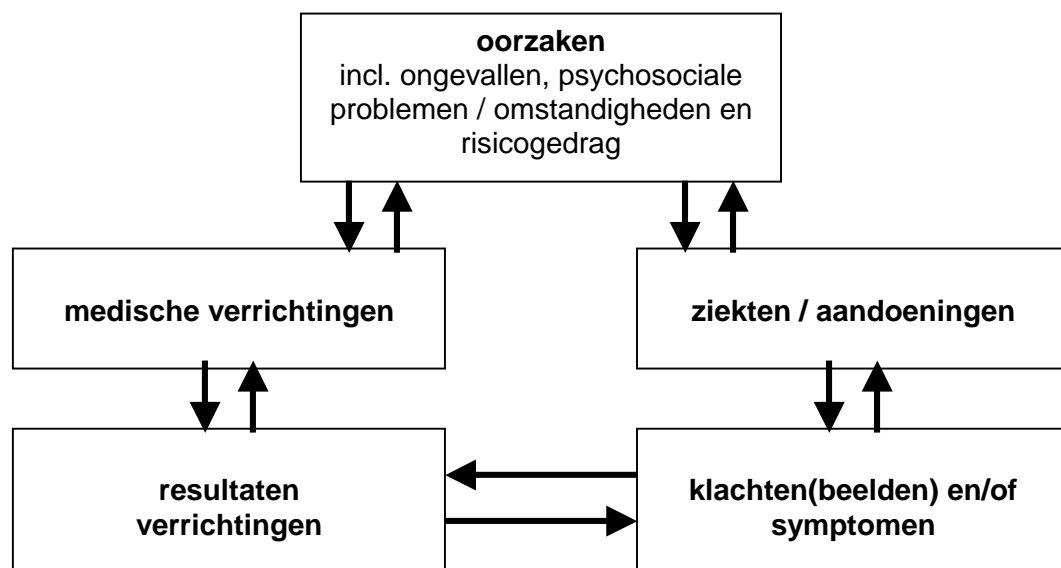 oorzaken
incl. ongevallen, psychosociale
problemen / omstandigheden en
risicogedrag
medische verrichtingen
ziekten / aandoeningen
resultaten
verrichtingen
klachten(beelden) en/of
symptomen